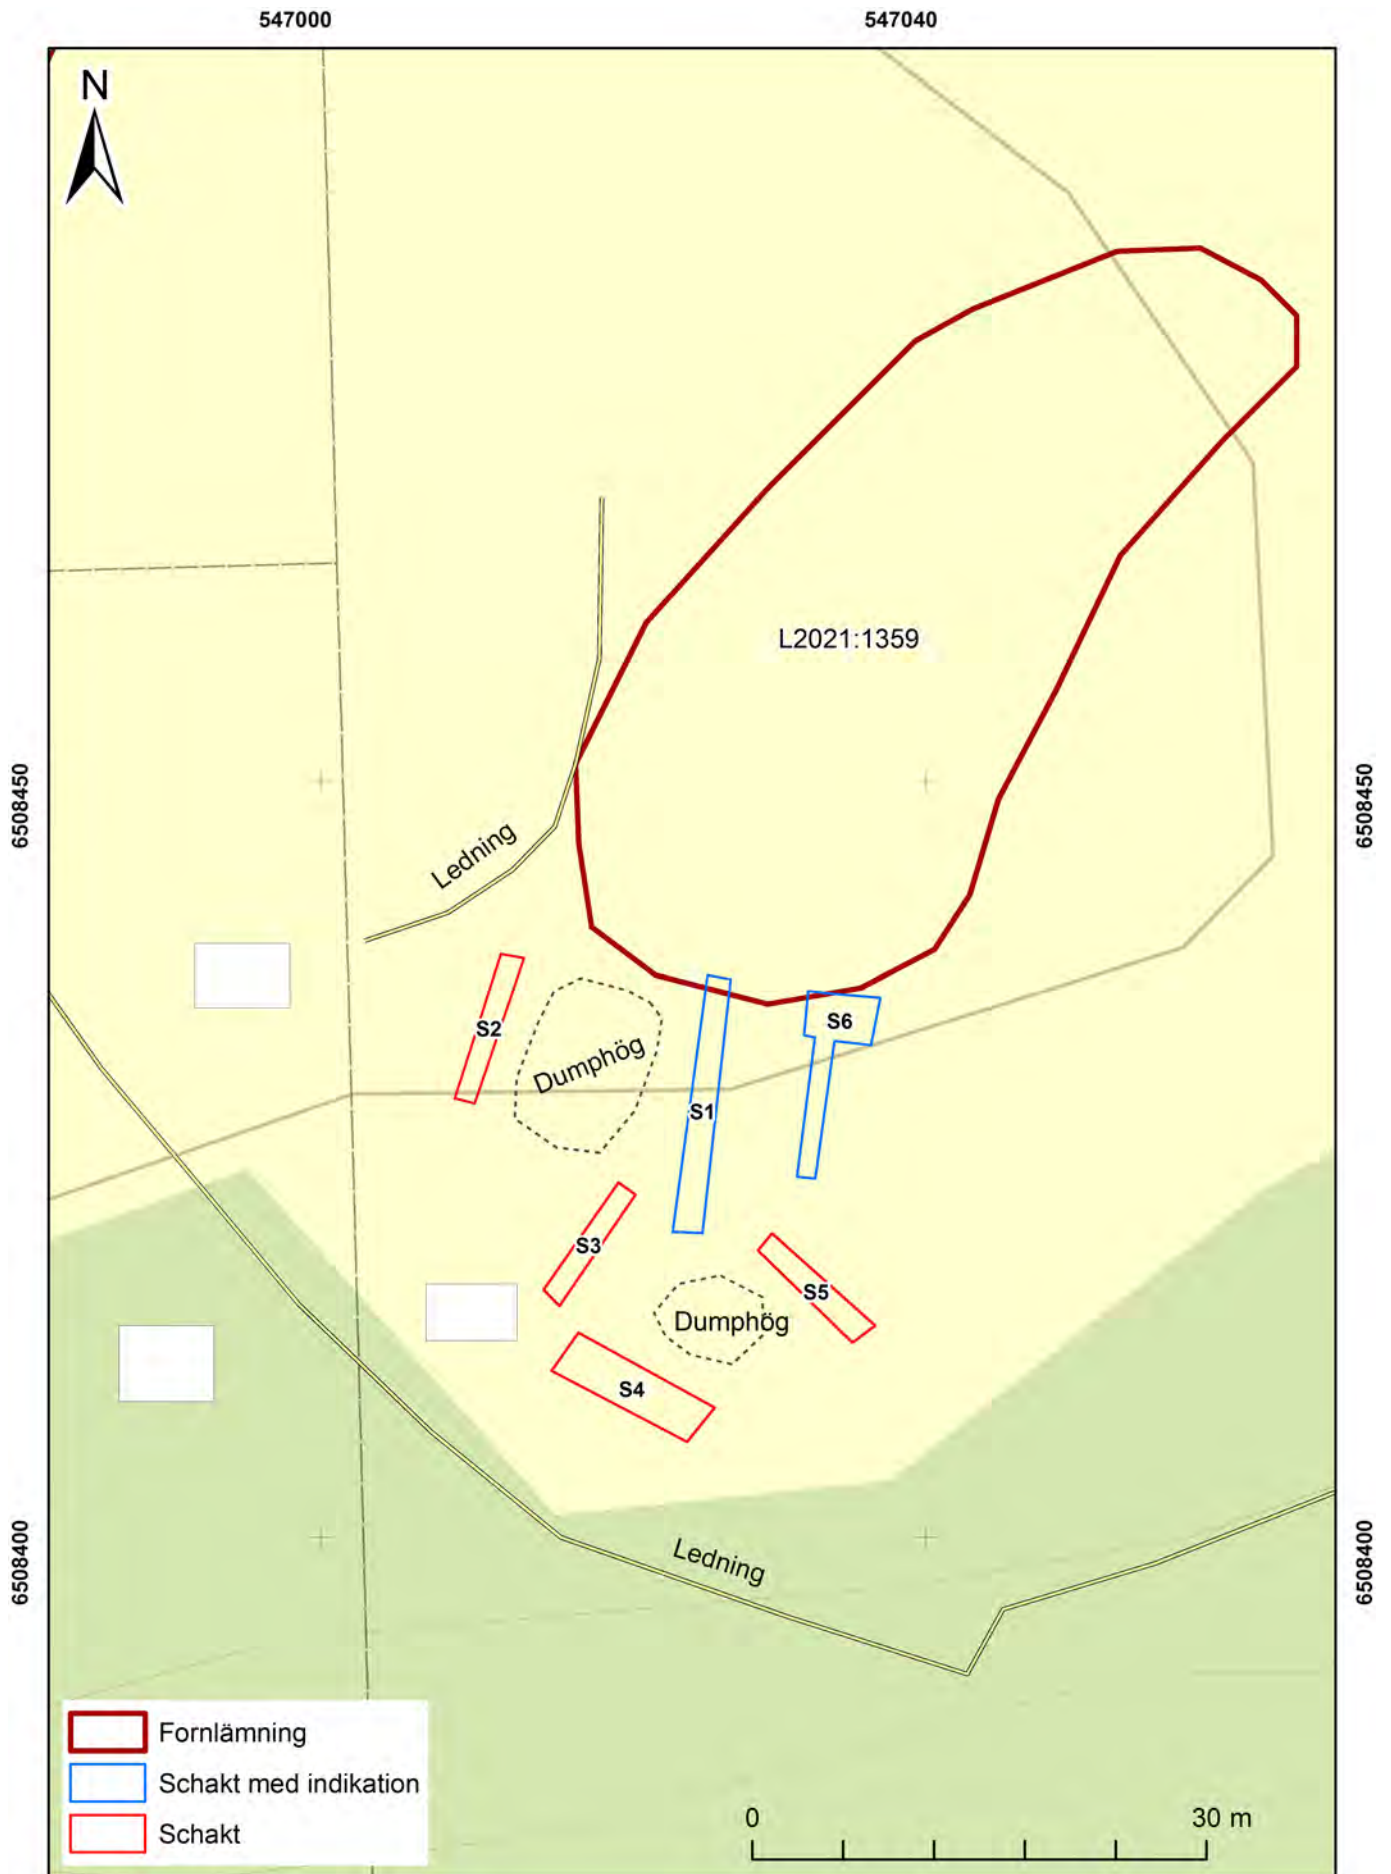 547000 547040
N
L2021:1359
6508450 6508450
Ledning
S2
S6
Dumphög
S1
S3
S5
Dumphög
S4
6508400 6508400
Ledning
Fornlämning
Schakt med indikation
Schakt
0 30 m